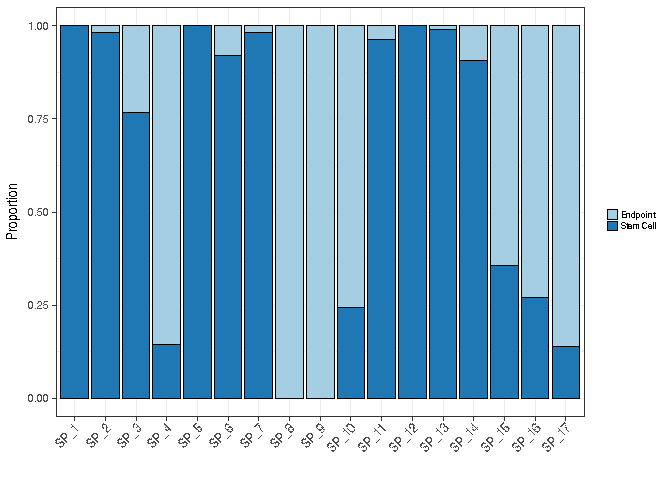 1.00
0.75
0.50
0.25
0.00
Proportion
SP_1
SP_2
SP_3
SP_4
SP_5
SP_6
SP_7
SP_8
SP_9
SP_10
SP_11
SP_12
SP_13
SP_14
SP_15
SP_16
SP_17
Endpoint
Stem Cell